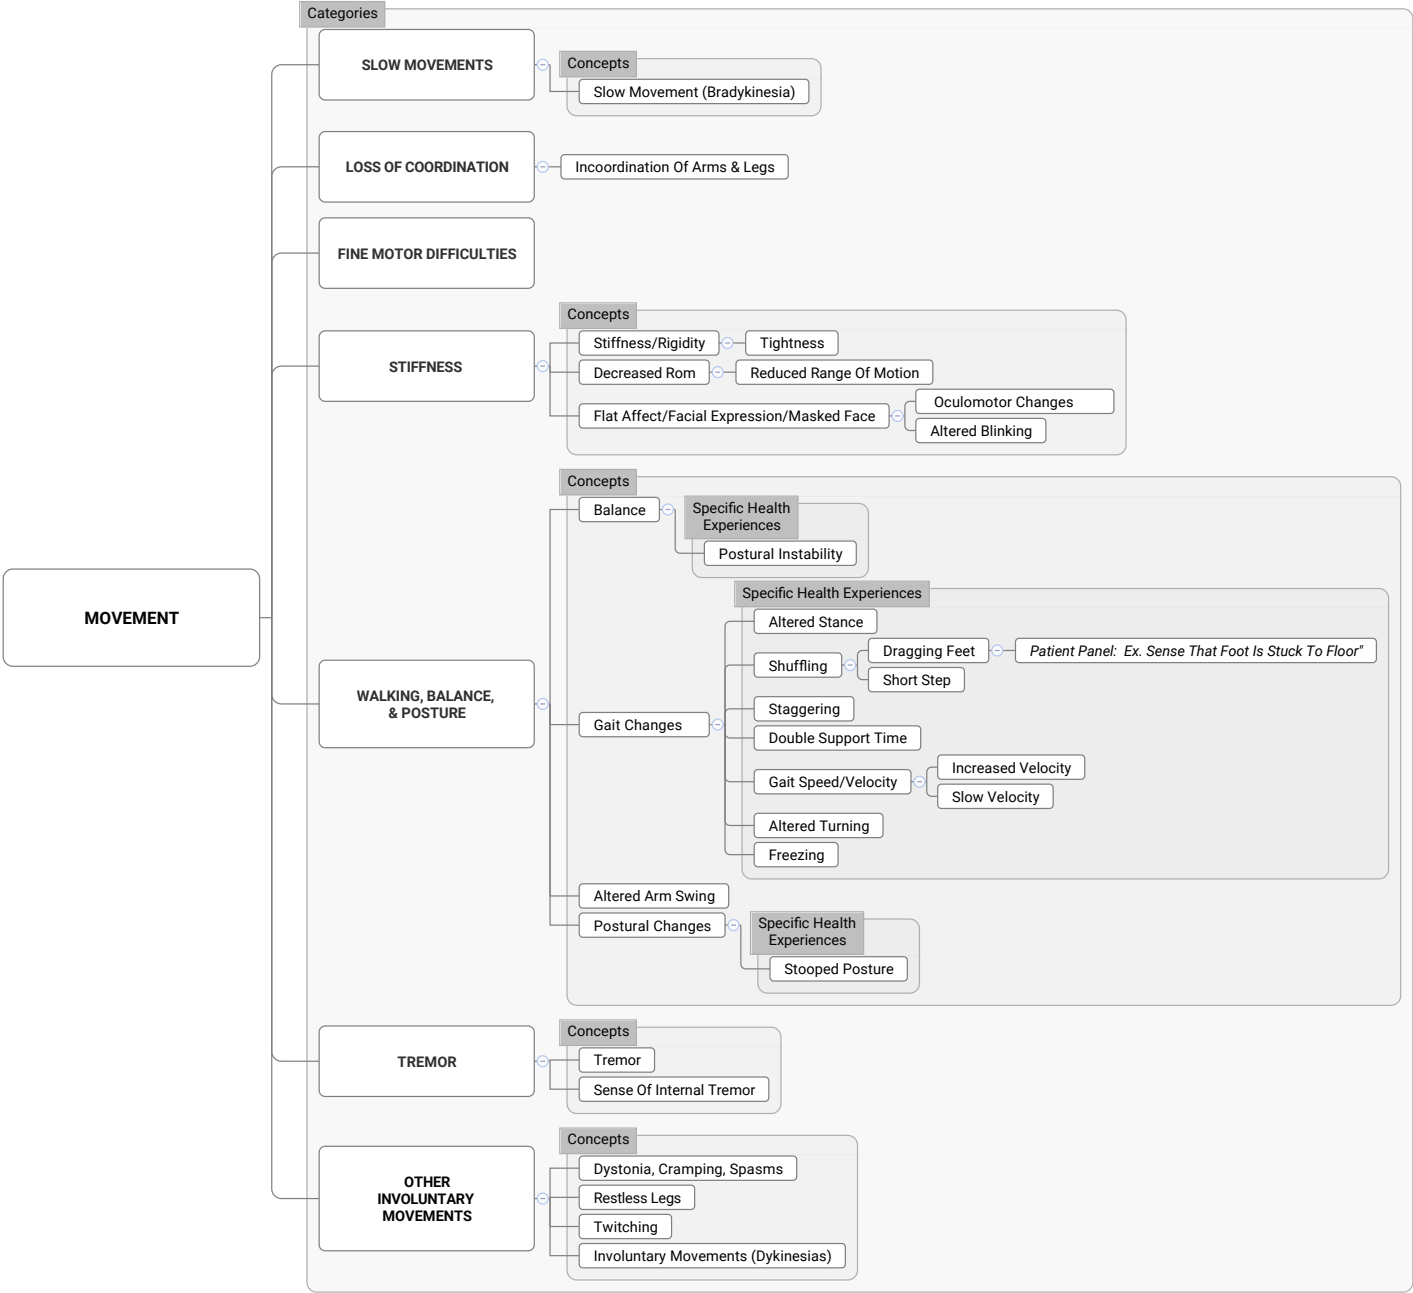 Categories
SLOW MOVEMENTS
Concepts
Slow Movement (Bradykinesia)
LOSS OF COORDINATION
Incoordination Of Arms & Legs
FINE MOTOR DIFFICULTIES
STIFFNESS
Concepts
Stiffness/Rigidity
Tightness
Decreased Rom
Reduced Range Of Motion
Flat Affect/Facial Expression/Masked Face
Oculomotor Changes
Altered Blinking
MOVEMENT
WALKING, BALANCE,
& POSTURE
Concepts
Balance
Specific Health
Experiences
Postural Instability
Gait Changes
Specific Health Experiences
Altered Stance
Shuffling
Dragging Feet
Patient Panel:  Ex. Sense That Foot Is Stuck To Floor"
Short Step
Staggering
Double Support Time
Gait Speed/Velocity
Increased Velocity
Slow Velocity
Altered Turning
Freezing
Altered Arm Swing
Postural Changes
Specific Health
Experiences
Stooped Posture
TREMOR
Concepts
Tremor
Sense Of Internal Tremor
OTHER
INVOLUNTARY
MOVEMENTS
Concepts
Dystonia, Cramping, Spasms
Restless Legs
Twitching
Involuntary Movements (Dykinesias)